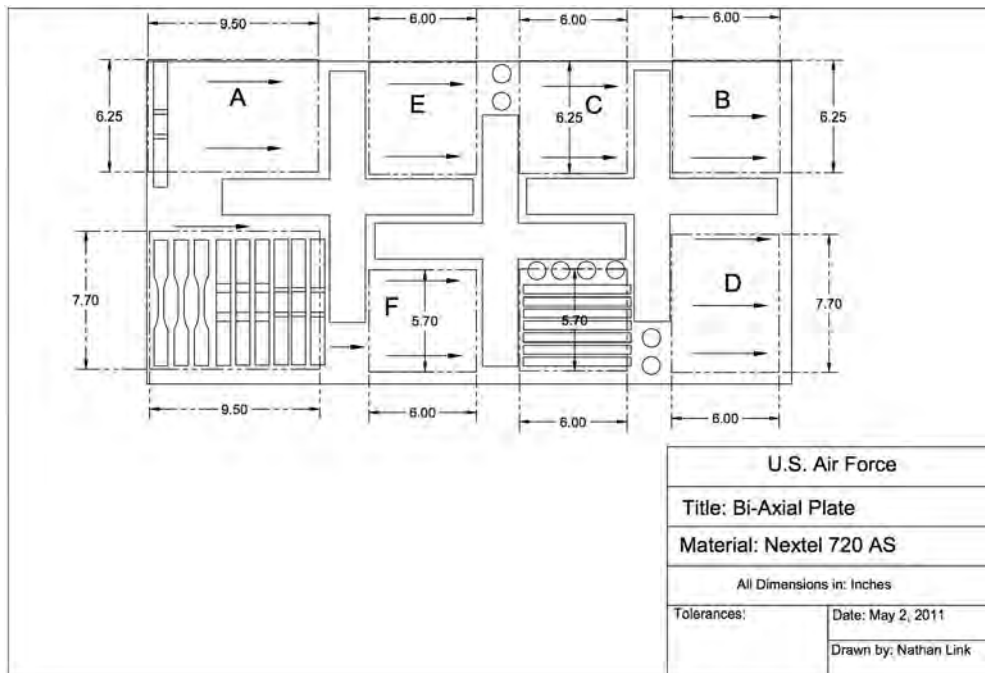 9.50
6.00
6.00
6.00
6.25
A
E
6.25
C
B
6.25
7.70
F
5.70
5.70
D
7.70
9.50
6.00
6.00
6.00
U.S. Air Force
Title: Bi-Axial Plate
Material: Nextel 720 AS
All Dimensions in: Inches
Tolerances:
Date: May 2, 2011
Drawn by: Nathan Link